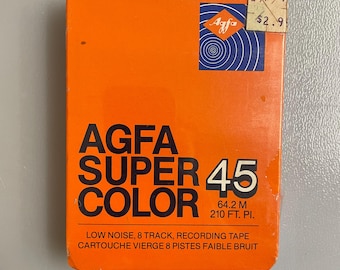 $2.9
Agfa
AGFA
SUPER
COLOR 45
64.2 M
210 FT. PI.
LOW NOISE, 8 TRACK, RECORDING TAPE
CARTOUCHE VIERGE 8 PISTES FAIBLE BRUIT